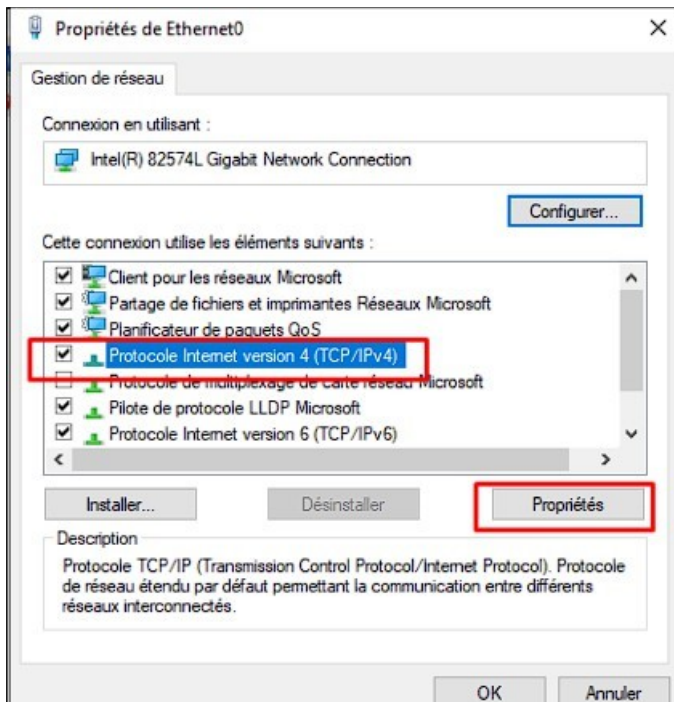 Propriétés de Ethernet0
Gestion de réseau
Connexion en utilisant :
Intel(R) 82574L Gigabit Network Connection
Configurer...
Cette connexion utilise les éléments suivants :
Client pour les réseaux Microsoft
Partage de fichiers et imprimantes Réseaux Microsoft
Planificateur de paquets QoS
Protocole Internet version 4 (TCP/IPv4)
Protocole de multiplexage de carte réseau Microsoft
Pilote de protocole LLDP Microsoft
Protocole Internet version 6 (TCP/IPv6)
Installer... Désinstaller Propriétés
Description
Protocole TCP/IP (Transmission Control Protocol/Internet Protocol). Protocole
de réseau étendu par défaut permettant la communication entre différents
réseaux interconnectés.
OK Annuler